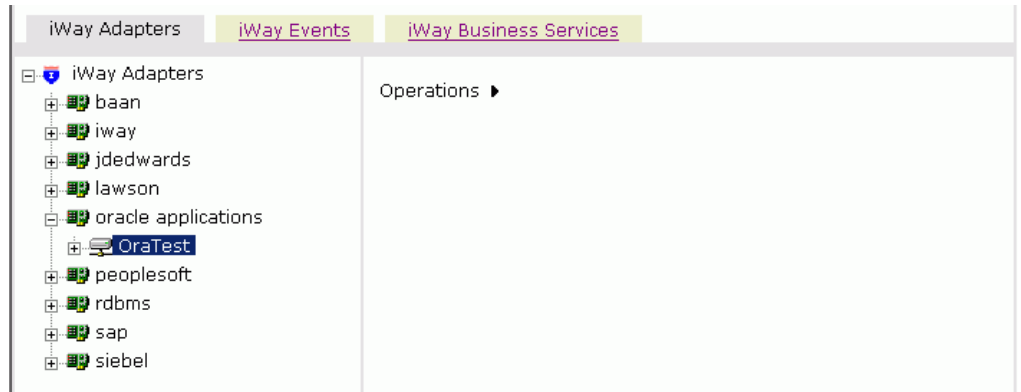 iWay Adapters iWay Events iWay Business Services
iWay Adapters
Operations
baan
iway
jdedwards
lawson
oracle applications
OraTest
peoplesoft
rdbms
sap
siebel